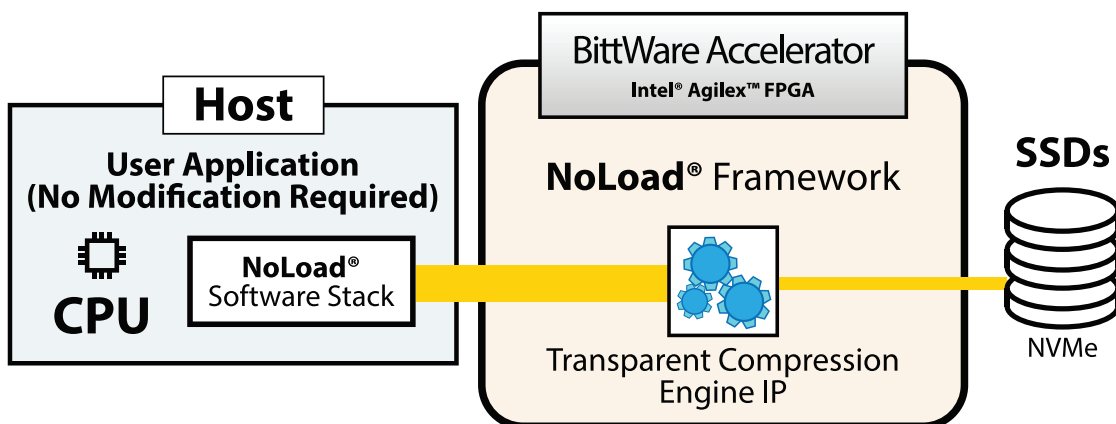 Host
User Application
(No Modification Required)
CPU
NoLoad®
Software Stack
BittWare Accelerator
Intel® Agilex™ FPGA
NoLoad® Framework
Transparent Compression
Engine IP
SSDs
NVMe